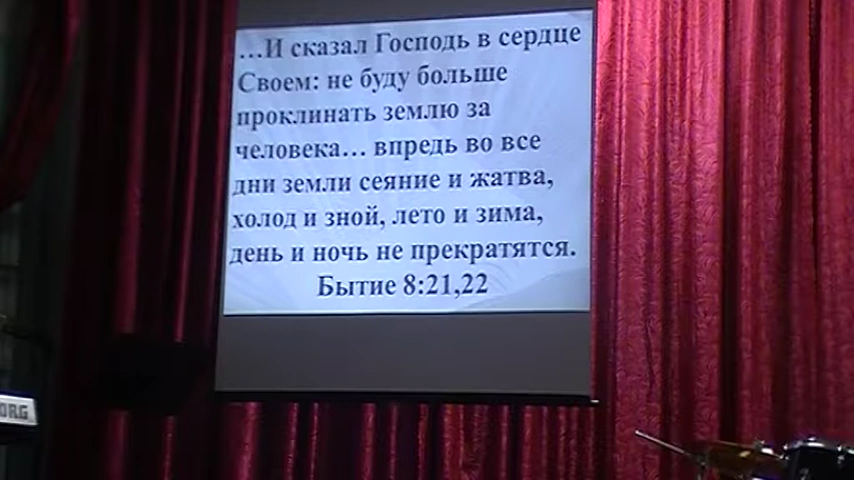 ...И сказал Господь в сердце
Своем: не буду больше
проклинать землю за
человека... впредь во все
дни земли сеяние и жатва,
холод и зной, лето и зима,
день и ночь не прекратятся.
Бытие 8:21,22
ORG